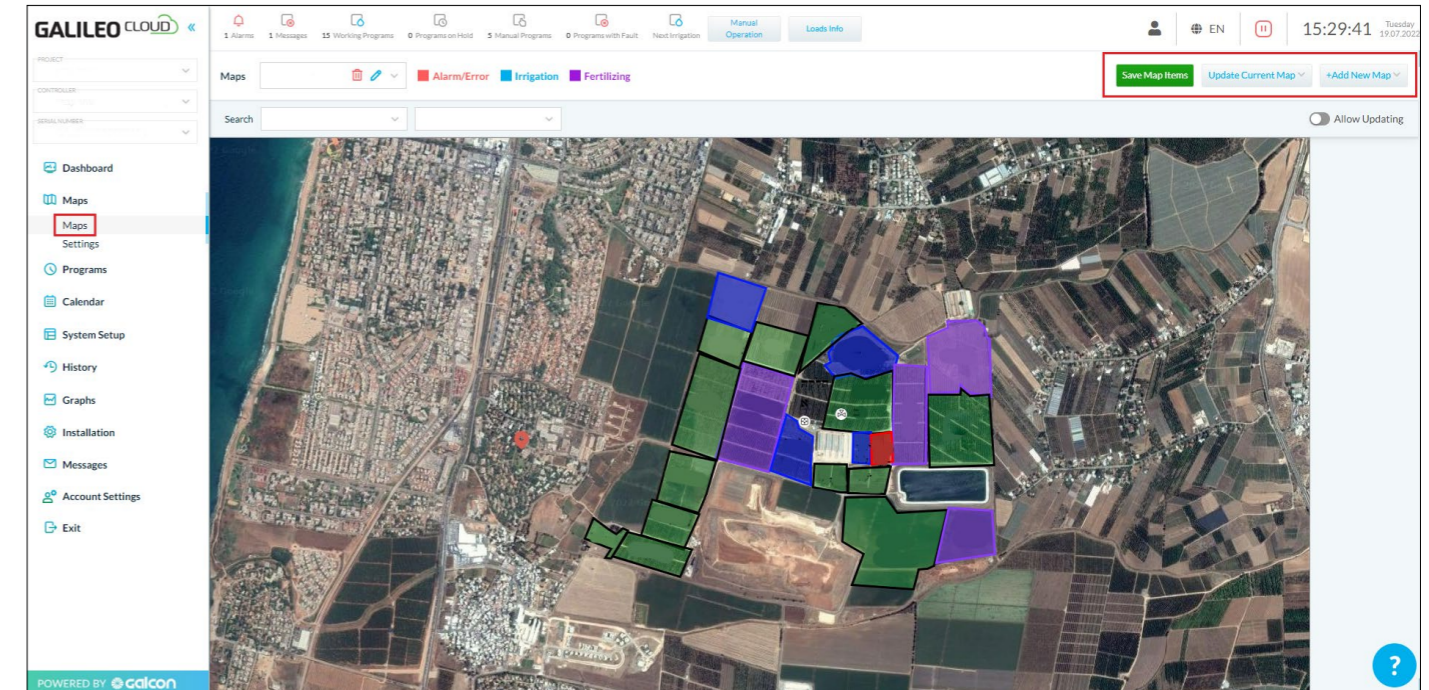 GALILEO CLOUD «
1 Alarms
1 Messages
15 Working Programs
0 Programs on Hold
5 Manual Programs
0 Programs with Fault
Next Irrigation
Manual Operation
Loads Info
EN
15:29:41
Tuesday
19.07.2022
PROJECT
CONTROLLER
SERIAL NUMBER
Maps
Alarm/Error
Irrigation
Fertilizing
Save Map Items
Update Current Map
+Add New Map
Search
Allow Updating
Dashboard
Maps
Maps
Settings
Programs
Calendar
System Setup
History
Graphs
Installation
Messages
Account Settings
Exit
?
POWERED BY galcon